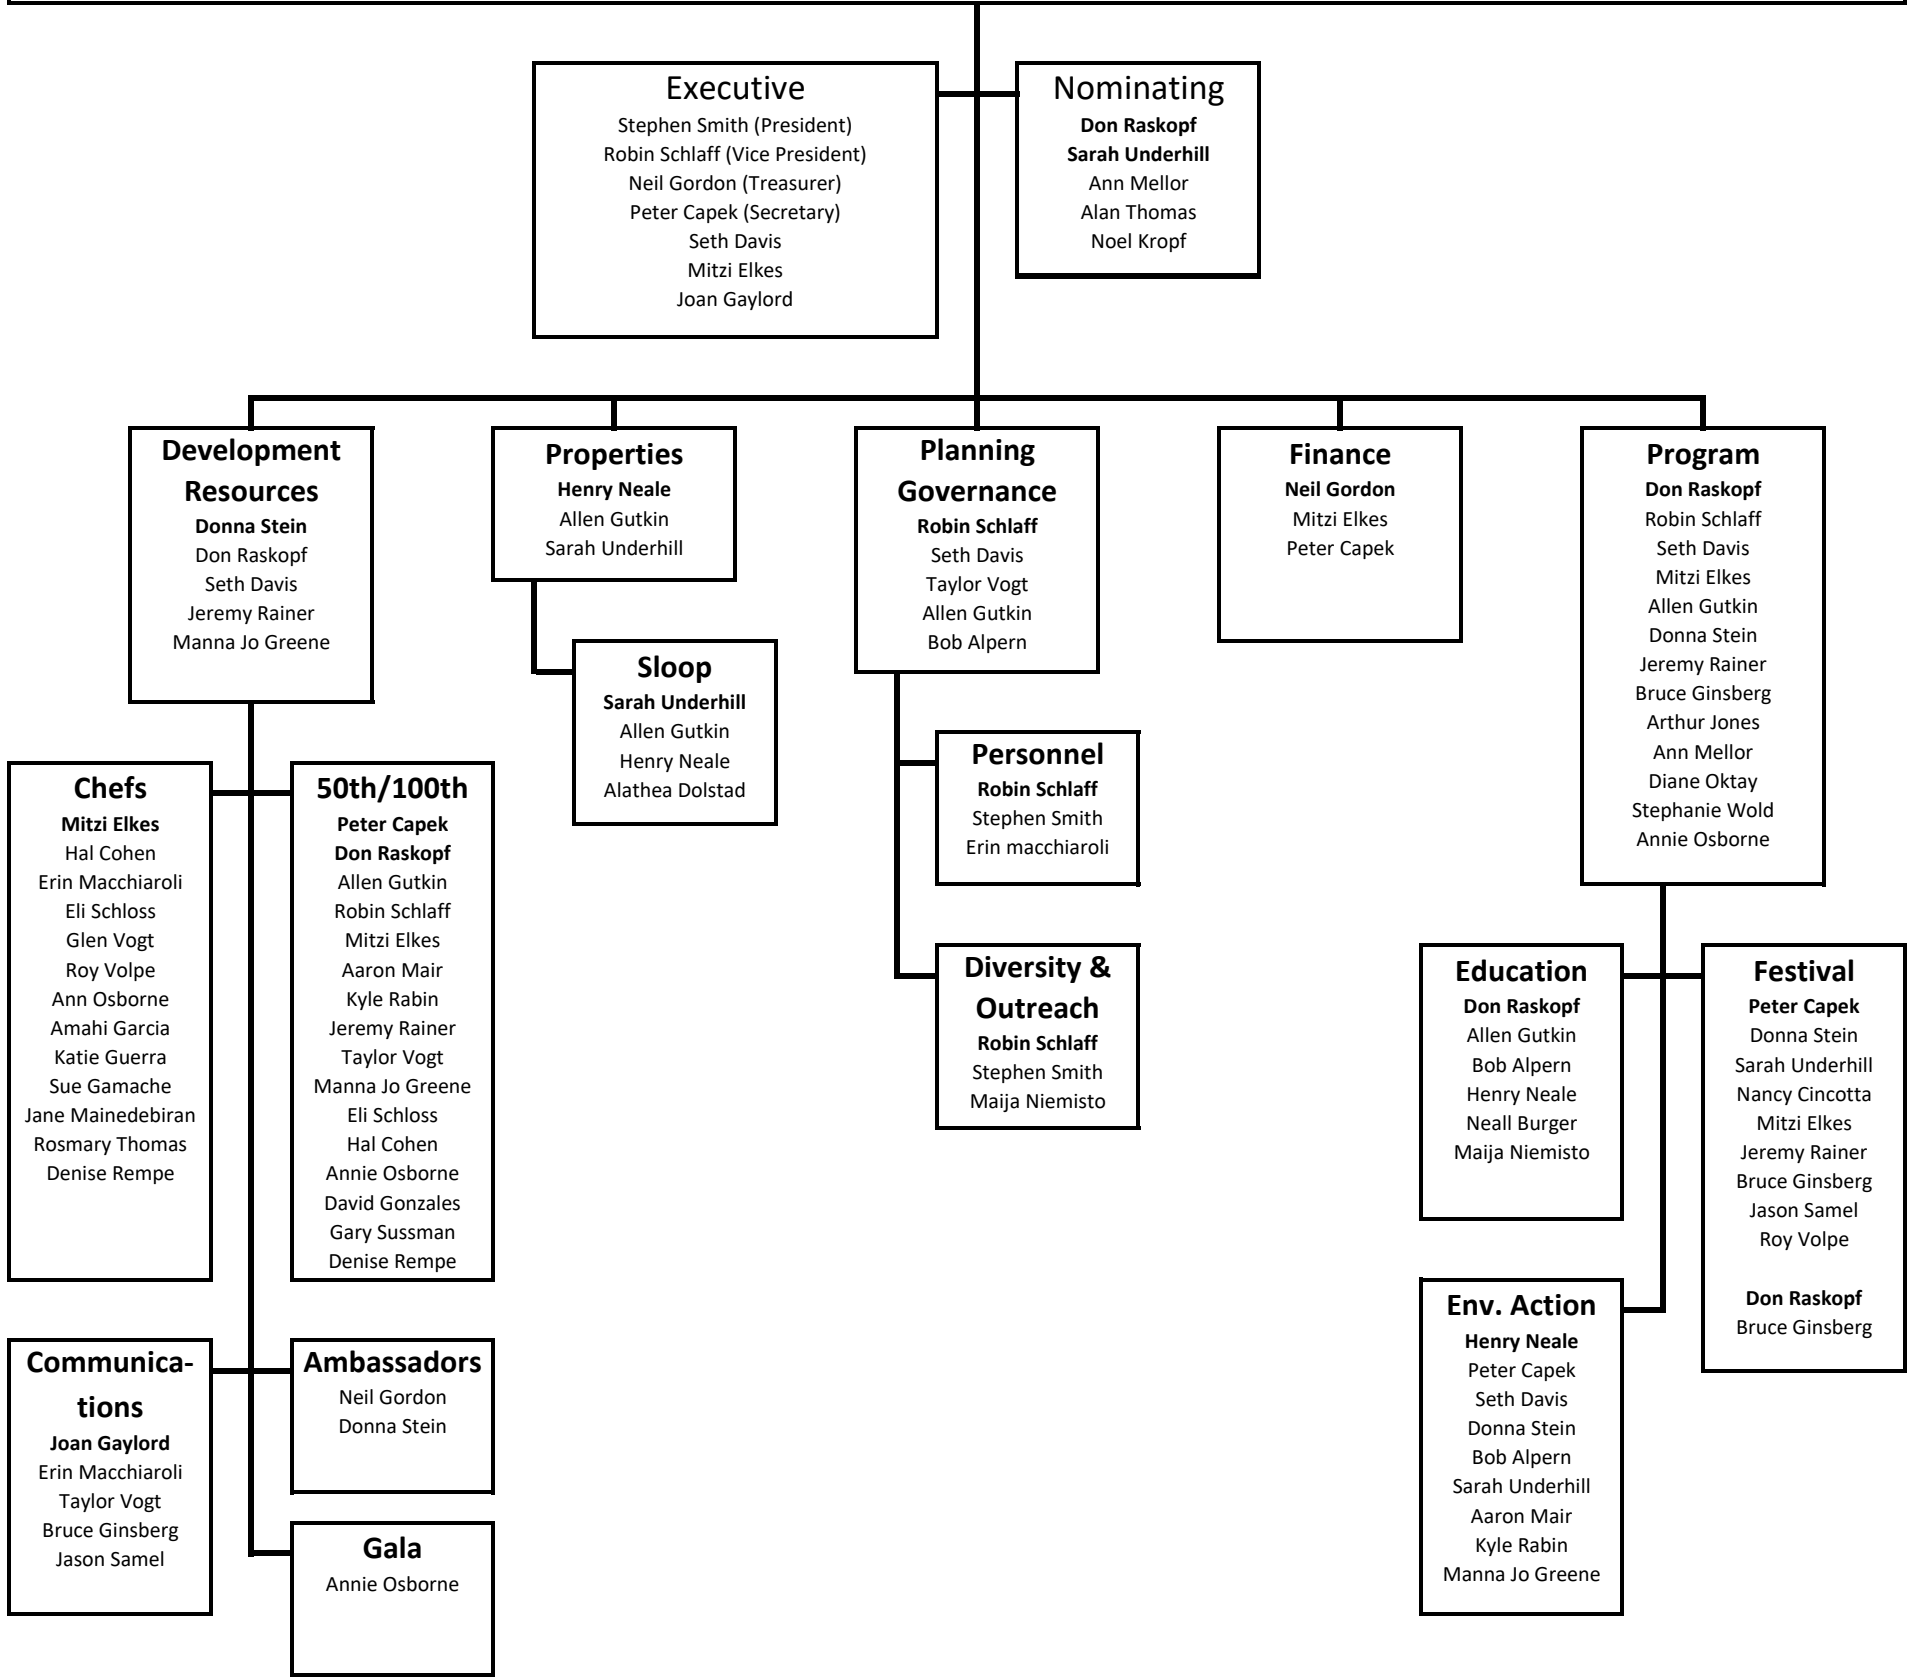 Executive
Stephen Smith (President)
Robin Schlaff (Vice President)
Neil Gordon (Treasurer)
Peter Capek (Secretary)
Seth Davis
Mitzi Elkes
Joan Gaylord
Nominating
Don Raskopf
Sarah Underhill
Ann Mellor
Alan Thomas
Noel Kropf
Development
Resources
Donna Stein
Don Raskopf
Seth Davis
Jeremy Rainer
Manna Jo Greene
Properties
Henry Neale
Allen Gutkin
Sarah Underhill
Planning
Governance
Robin Schlaff
Seth Davis
Taylor Vogt
Allen Gutkin
Bob Alpern
Finance
Neil Gordon
Mitzi Elkes
Peter Capek
Program
Don Raskopf
Robin Schlaff
Seth Davis
Mitzi Elkes
Allen Gutkin
Donna Stein
Jeremy Rainer
Bruce Ginsberg
Arthur Jones
Ann Mellor
Diane Oktay
Stephanie Wold
Annie Osborne
Sloop
Sarah Underhill
Allen Gutkin
Henry Neale
Alathea Dolstad
Personnel
Robin Schlaff
Stephen Smith
Erin macchiaroli
Chefs
Mitzi Elkes
Hal Cohen
Erin Macchiaroli
Eli Schloss
Glen Vogt
Roy Volpe
Ann Osborne
Amahi Garcia
Katie Guerra
Sue Gamache
Jane Mainedebiran
Rosmary Thomas
Denise Rempe
50th/100th
Peter Capek
Don Raskopf
Allen Gutkin
Robin Schlaff
Mitzi Elkes
Aaron Mair
Kyle Rabin
Jeremy Rainer
Taylor Vogt
Manna Jo Greene
Eli Schloss
Hal Cohen
Annie Osborne
David Gonzales
Gary Sussman
Denise Rempe
Diversity &
Outreach
Robin Schlaff
Stephen Smith
Maija Niemisto
Education
Don Raskopf
Allen Gutkin
Bob Alpern
Henry Neale
Neall Burger
Maija Niemisto
Festival
Peter Capek
Donna Stein
Sarah Underhill
Nancy Cincotta
Mitzi Elkes
Jeremy Rainer
Bruce Ginsberg
Jason Samel
Roy Volpe
Don Raskopf
Bruce Ginsberg
Env. Action
Henry Neale
Peter Capek
Seth Davis
Donna Stein
Bob Alpern
Sarah Underhill
Aaron Mair
Kyle Rabin
Manna Jo Greene
Communica-
tions
Joan Gaylord
Erin Macchiaroli
Taylor Vogt
Bruce Ginsberg
Jason Samel
Ambassadors
Neil Gordon
Donna Stein
Gala
Annie Osborne